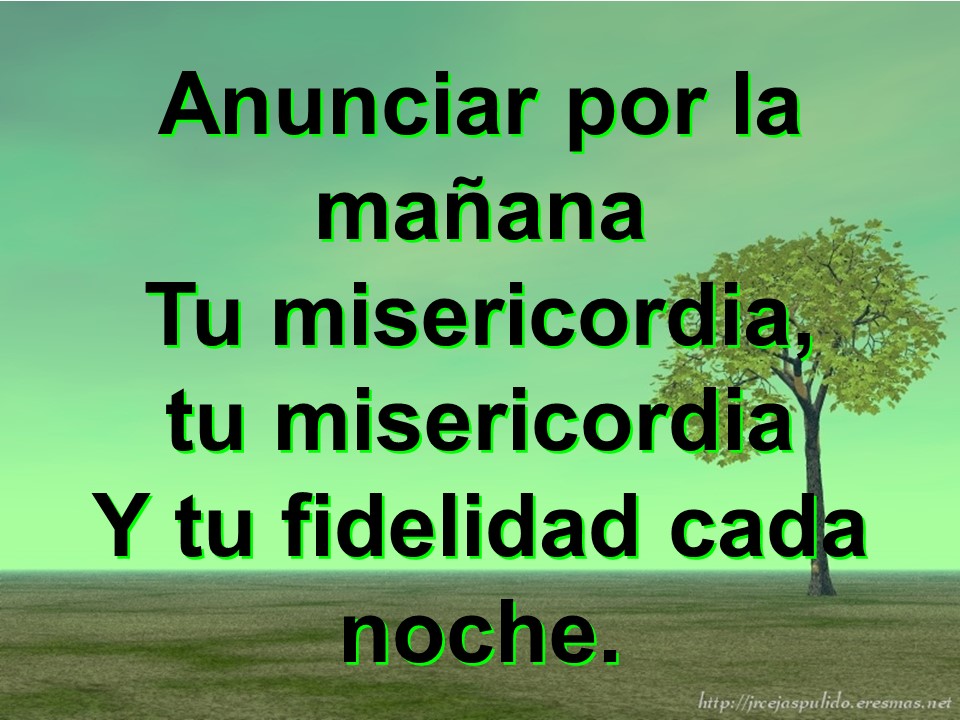 Anunciar por la
mañana
Tu misericordia,
tu misericordia
Y tu fidelidad cada
noche.
http://jrcejaspulido.eresmas.net